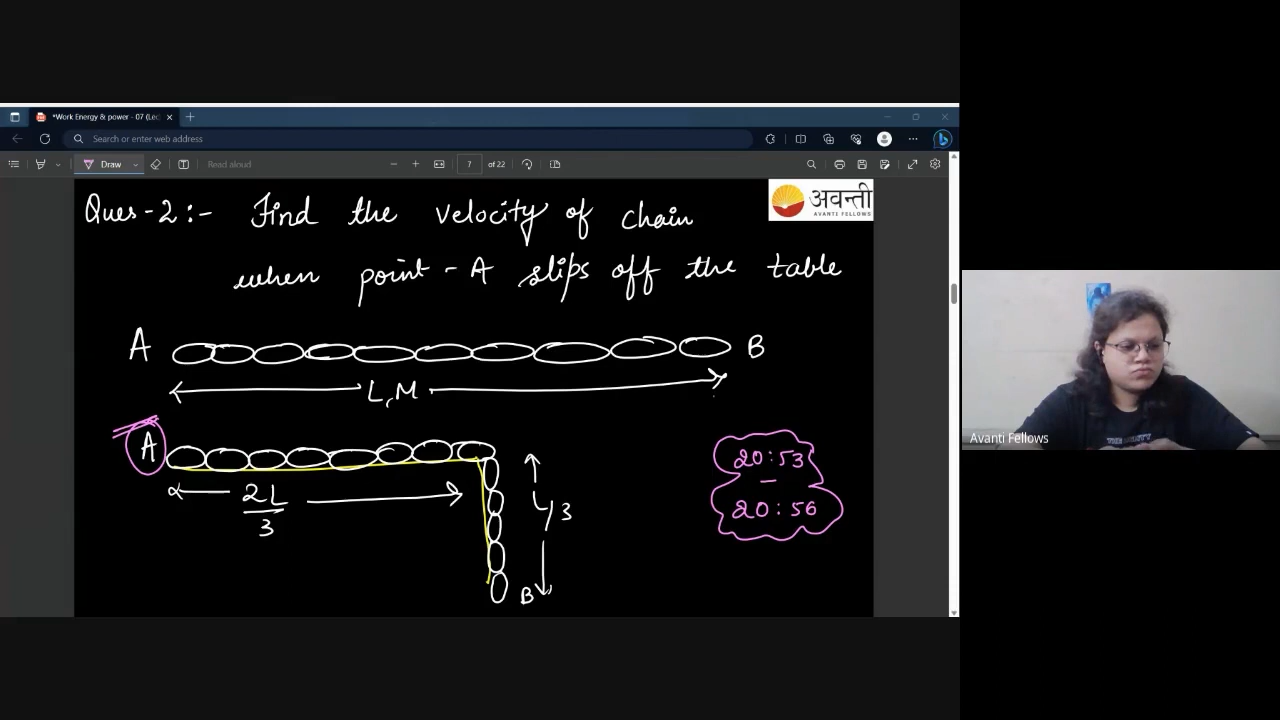 *Work Energy & power - 07 (Lec
Search or enter web address
Draw
Read aloud
7
of 22
Ques-2:- Find the velocity of chain
when point-A slips off the table
अवन्ती
AVANTI FELLOWS
A
B
L,M
A
2L
3
L/3
B
20:53
-
20:56
Avanti Fellows